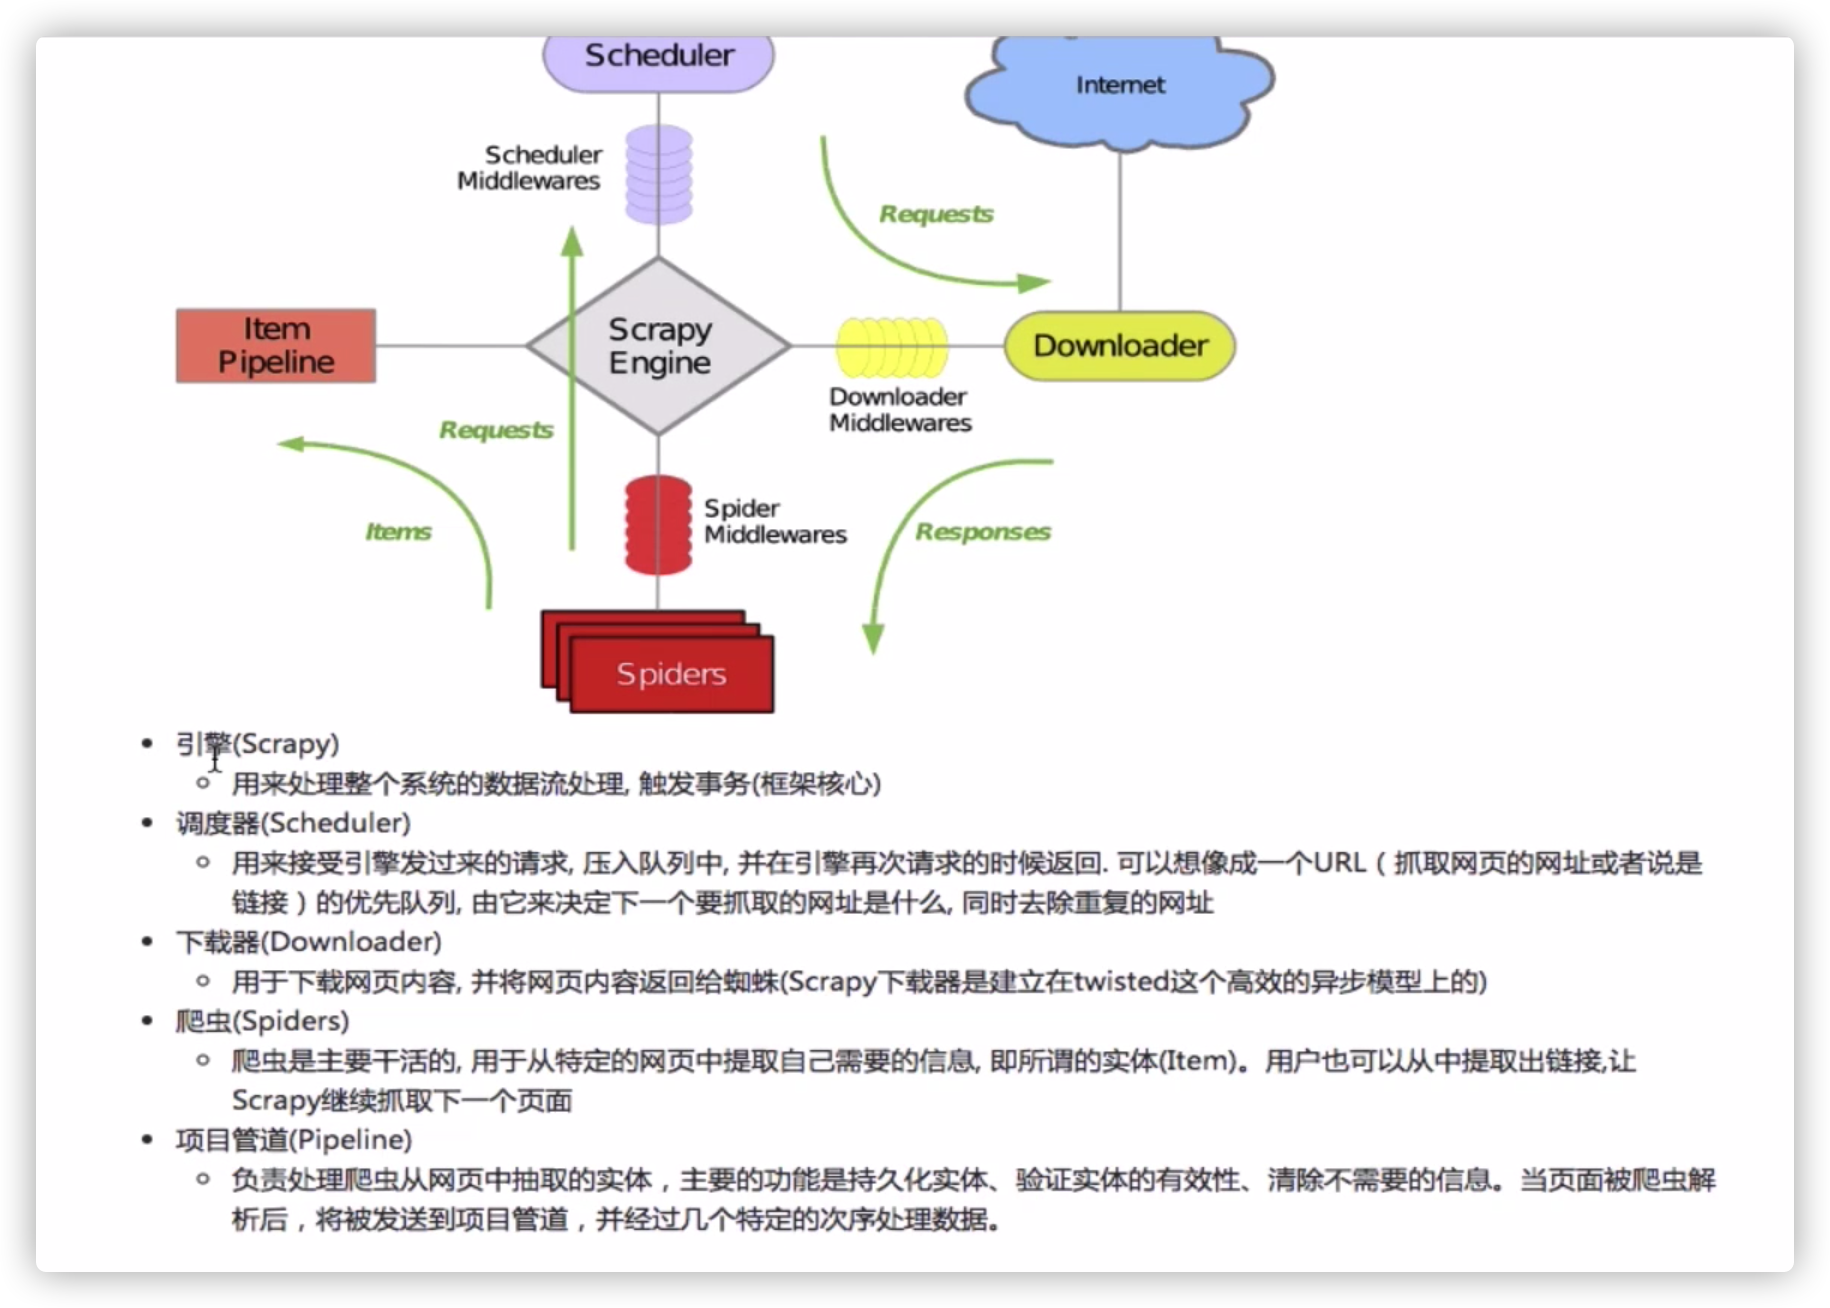 Scheduler
Internet
Scheduler
Middlewares
Requests
Item
Pipeline
Scrapy
Engine
Downloader
Downloader
Middlewares
Requests
Items
Spider
Middlewares
Responses
Spiders
引擎(Scrapy)
用来处理整个系统的数据流处理, 触发事务(框架核心)
调度器(Scheduler)
用来接受引擎发过来的请求, 压入队列中, 并在引擎再次请求的时候返回. 可以想像成一个URL（抓取网页的网址或者说是
链接）的优先队列, 由它来决定下一个要抓取的网址是什么, 同时去除重复的网址
下载器(Downloader)
用于下载网页内容, 并将网页内容返回给蜘蛛(Scrapy下载器是建立在twisted这个高效的异步模型上的)
爬虫(Spiders)
爬虫是主要干活的, 用于从特定的网页中提取自己需要的信息, 即所谓的实体(Item)。用户也可以从中提取出链接,让
Scrapy继续抓取下一个页面
项目管道(Pipeline)
负责处理爬虫从网页中抽取的实体，主要的功能是持久化实体、验证实体的有效性、清除不需要的信息。当页面被爬虫解
析后，将被发送到项目管道，并经过几个特定的次序处理数据。